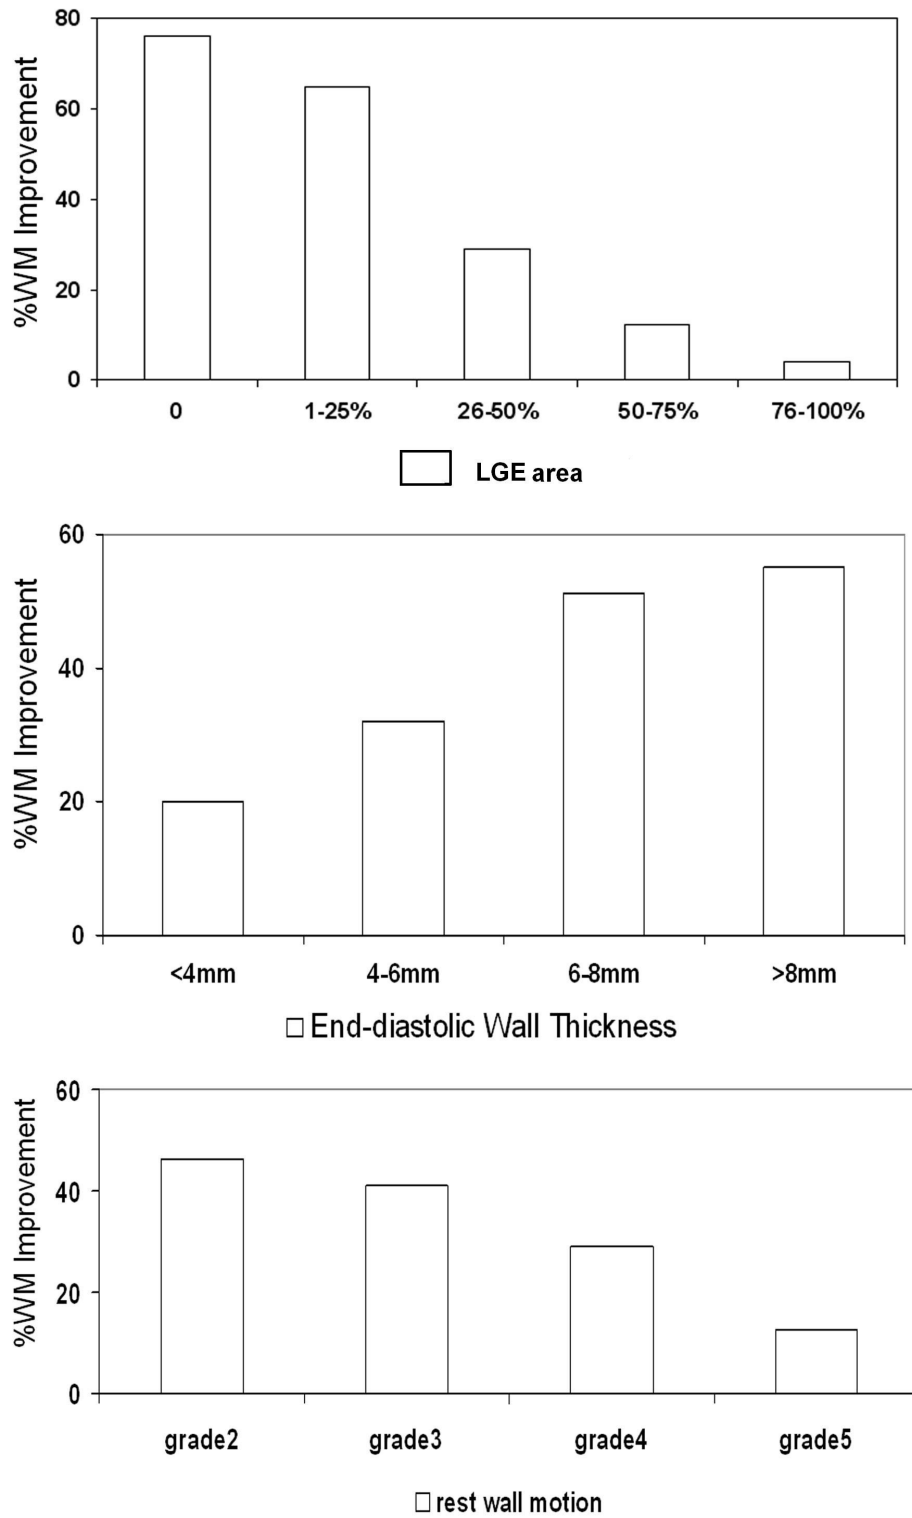 %WM Improvement
80
60
40
20
0
0 1-25% 26-50% 50-75% 76-100%
LGE area
%WM Improvement
60
40
20
0
<4mm 4-6mm 6-8mm >8mm
End-diastolic Wall Thickness
%WM Improvement
60
40
20
0
grade2 grade3 grade4 grade5
rest wall motion